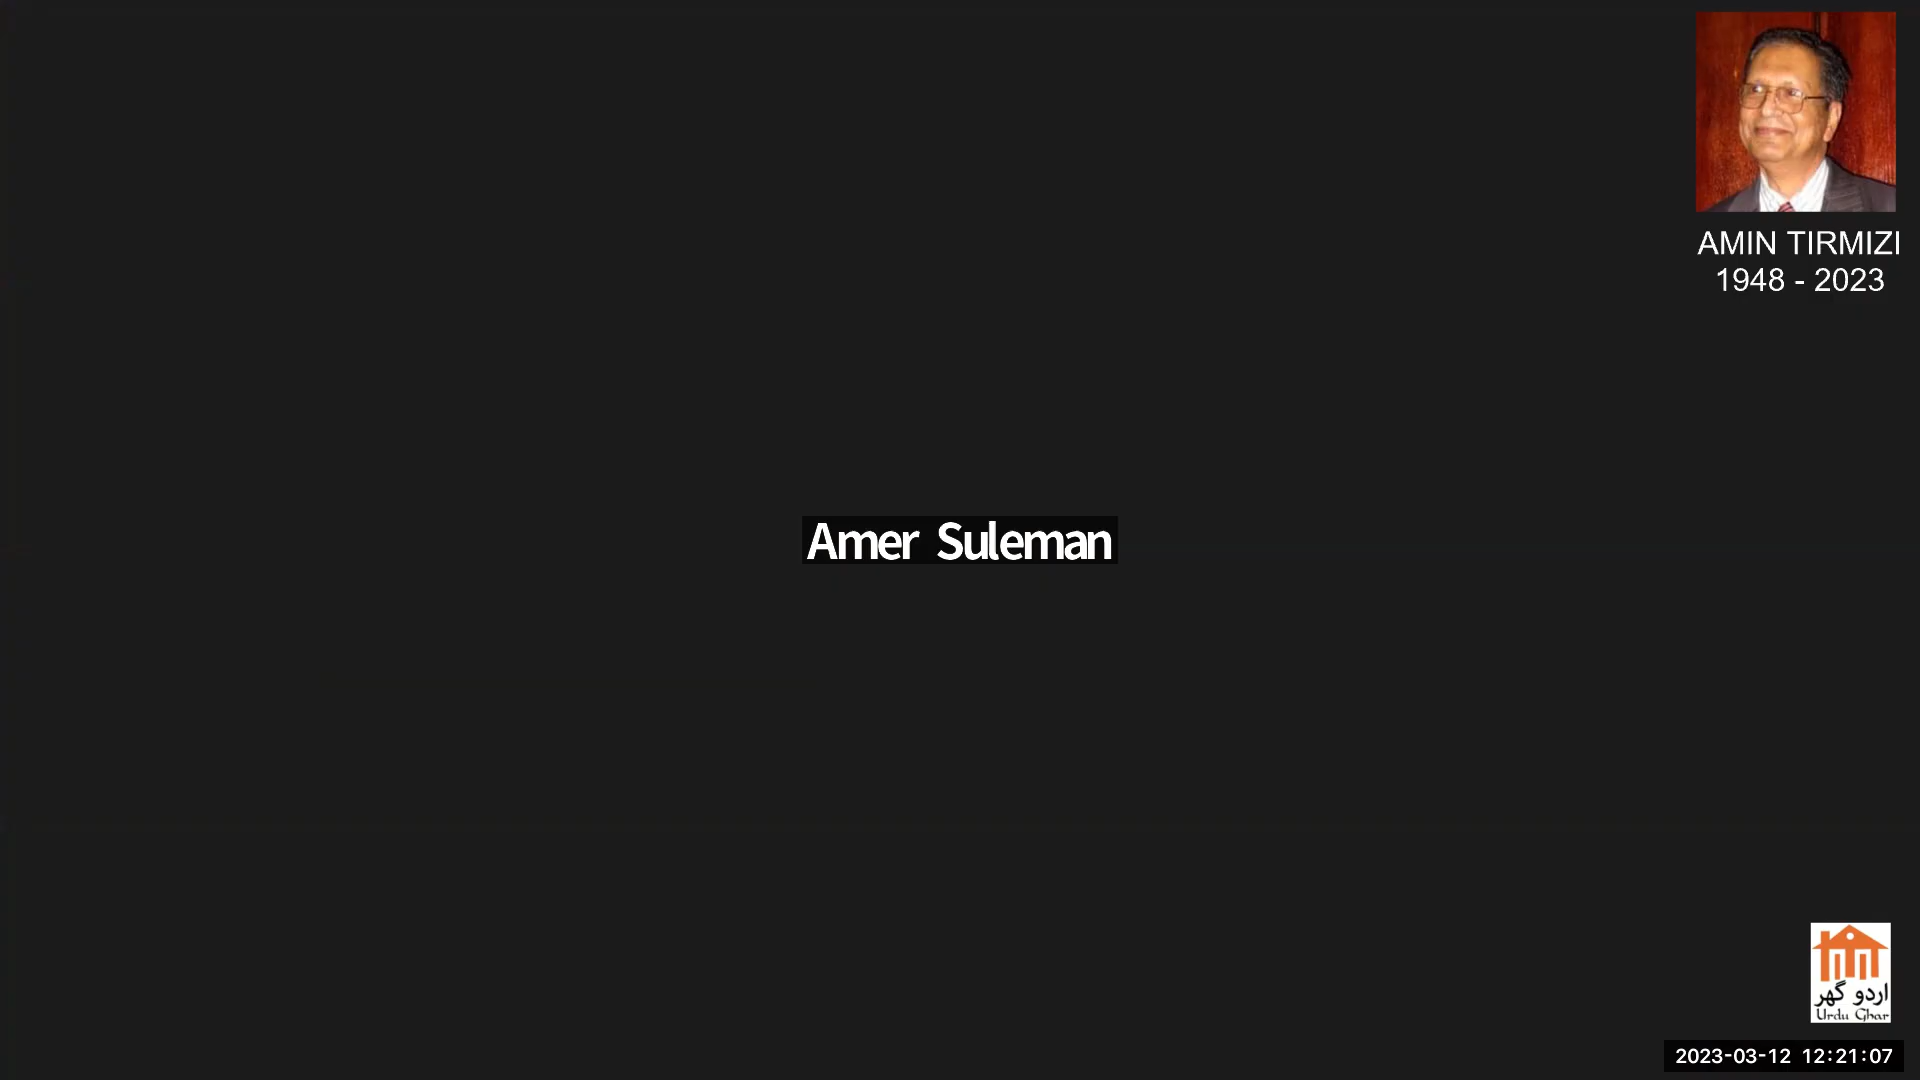 AMIN TIRMIZI
1948 - 2023
Amer Suleman
اردو گھر
Urdu Ghar
2023-03-12 12:21:07